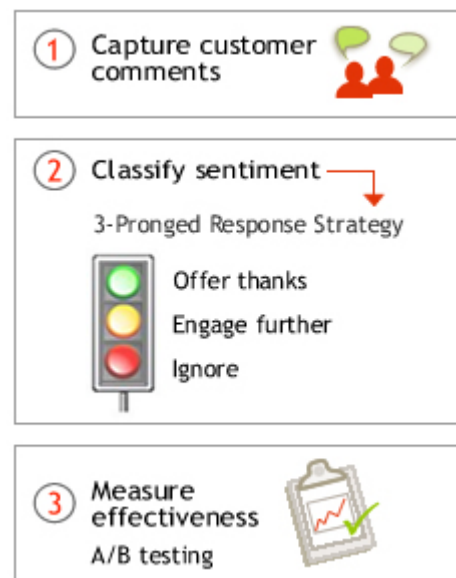 1 Capture customer
comments
2 Classify sentiment
3-Pronged Response Strategy
Offer thanks
Engage further
Ignore
3 Measure
effectiveness
A/B testing